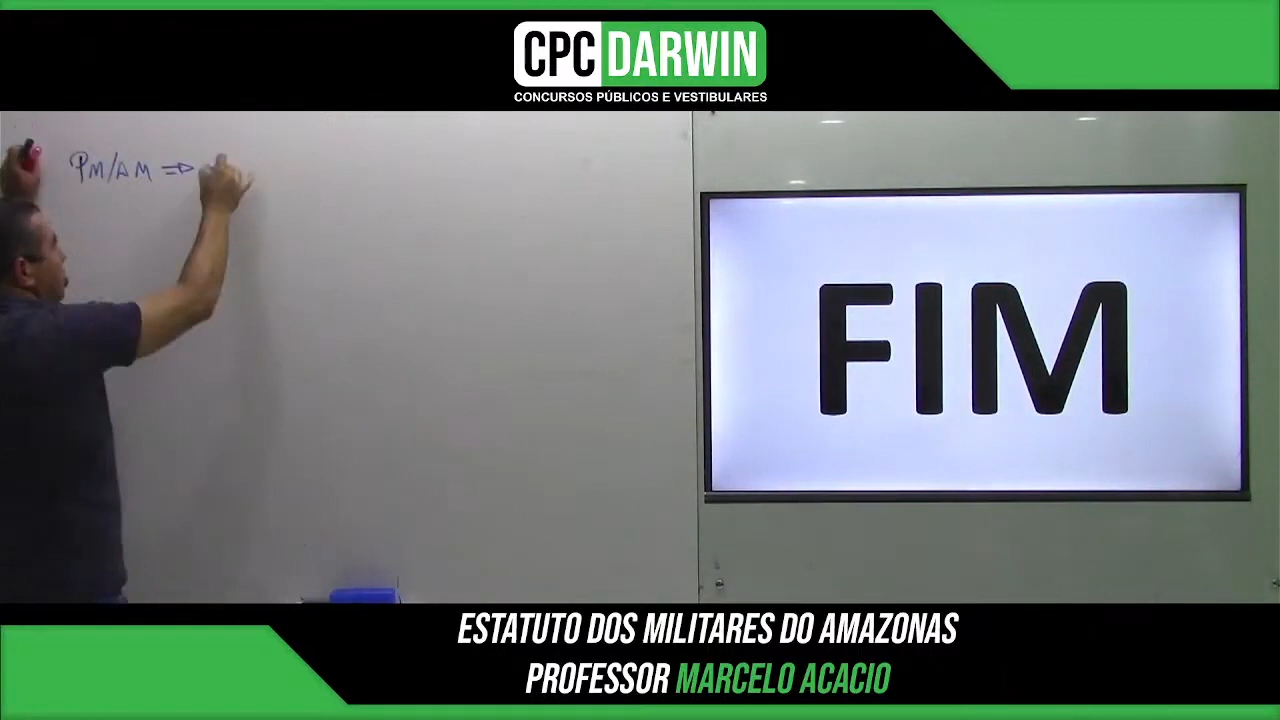 CPC DARWIN
CONCURSOS PÚBLICOS E VESTIBULARES
PM/AM ⇒
FIM
ESTATUTO DOS MILITARES DO AMAZONAS
PROFESSOR MARCELO ACACIO